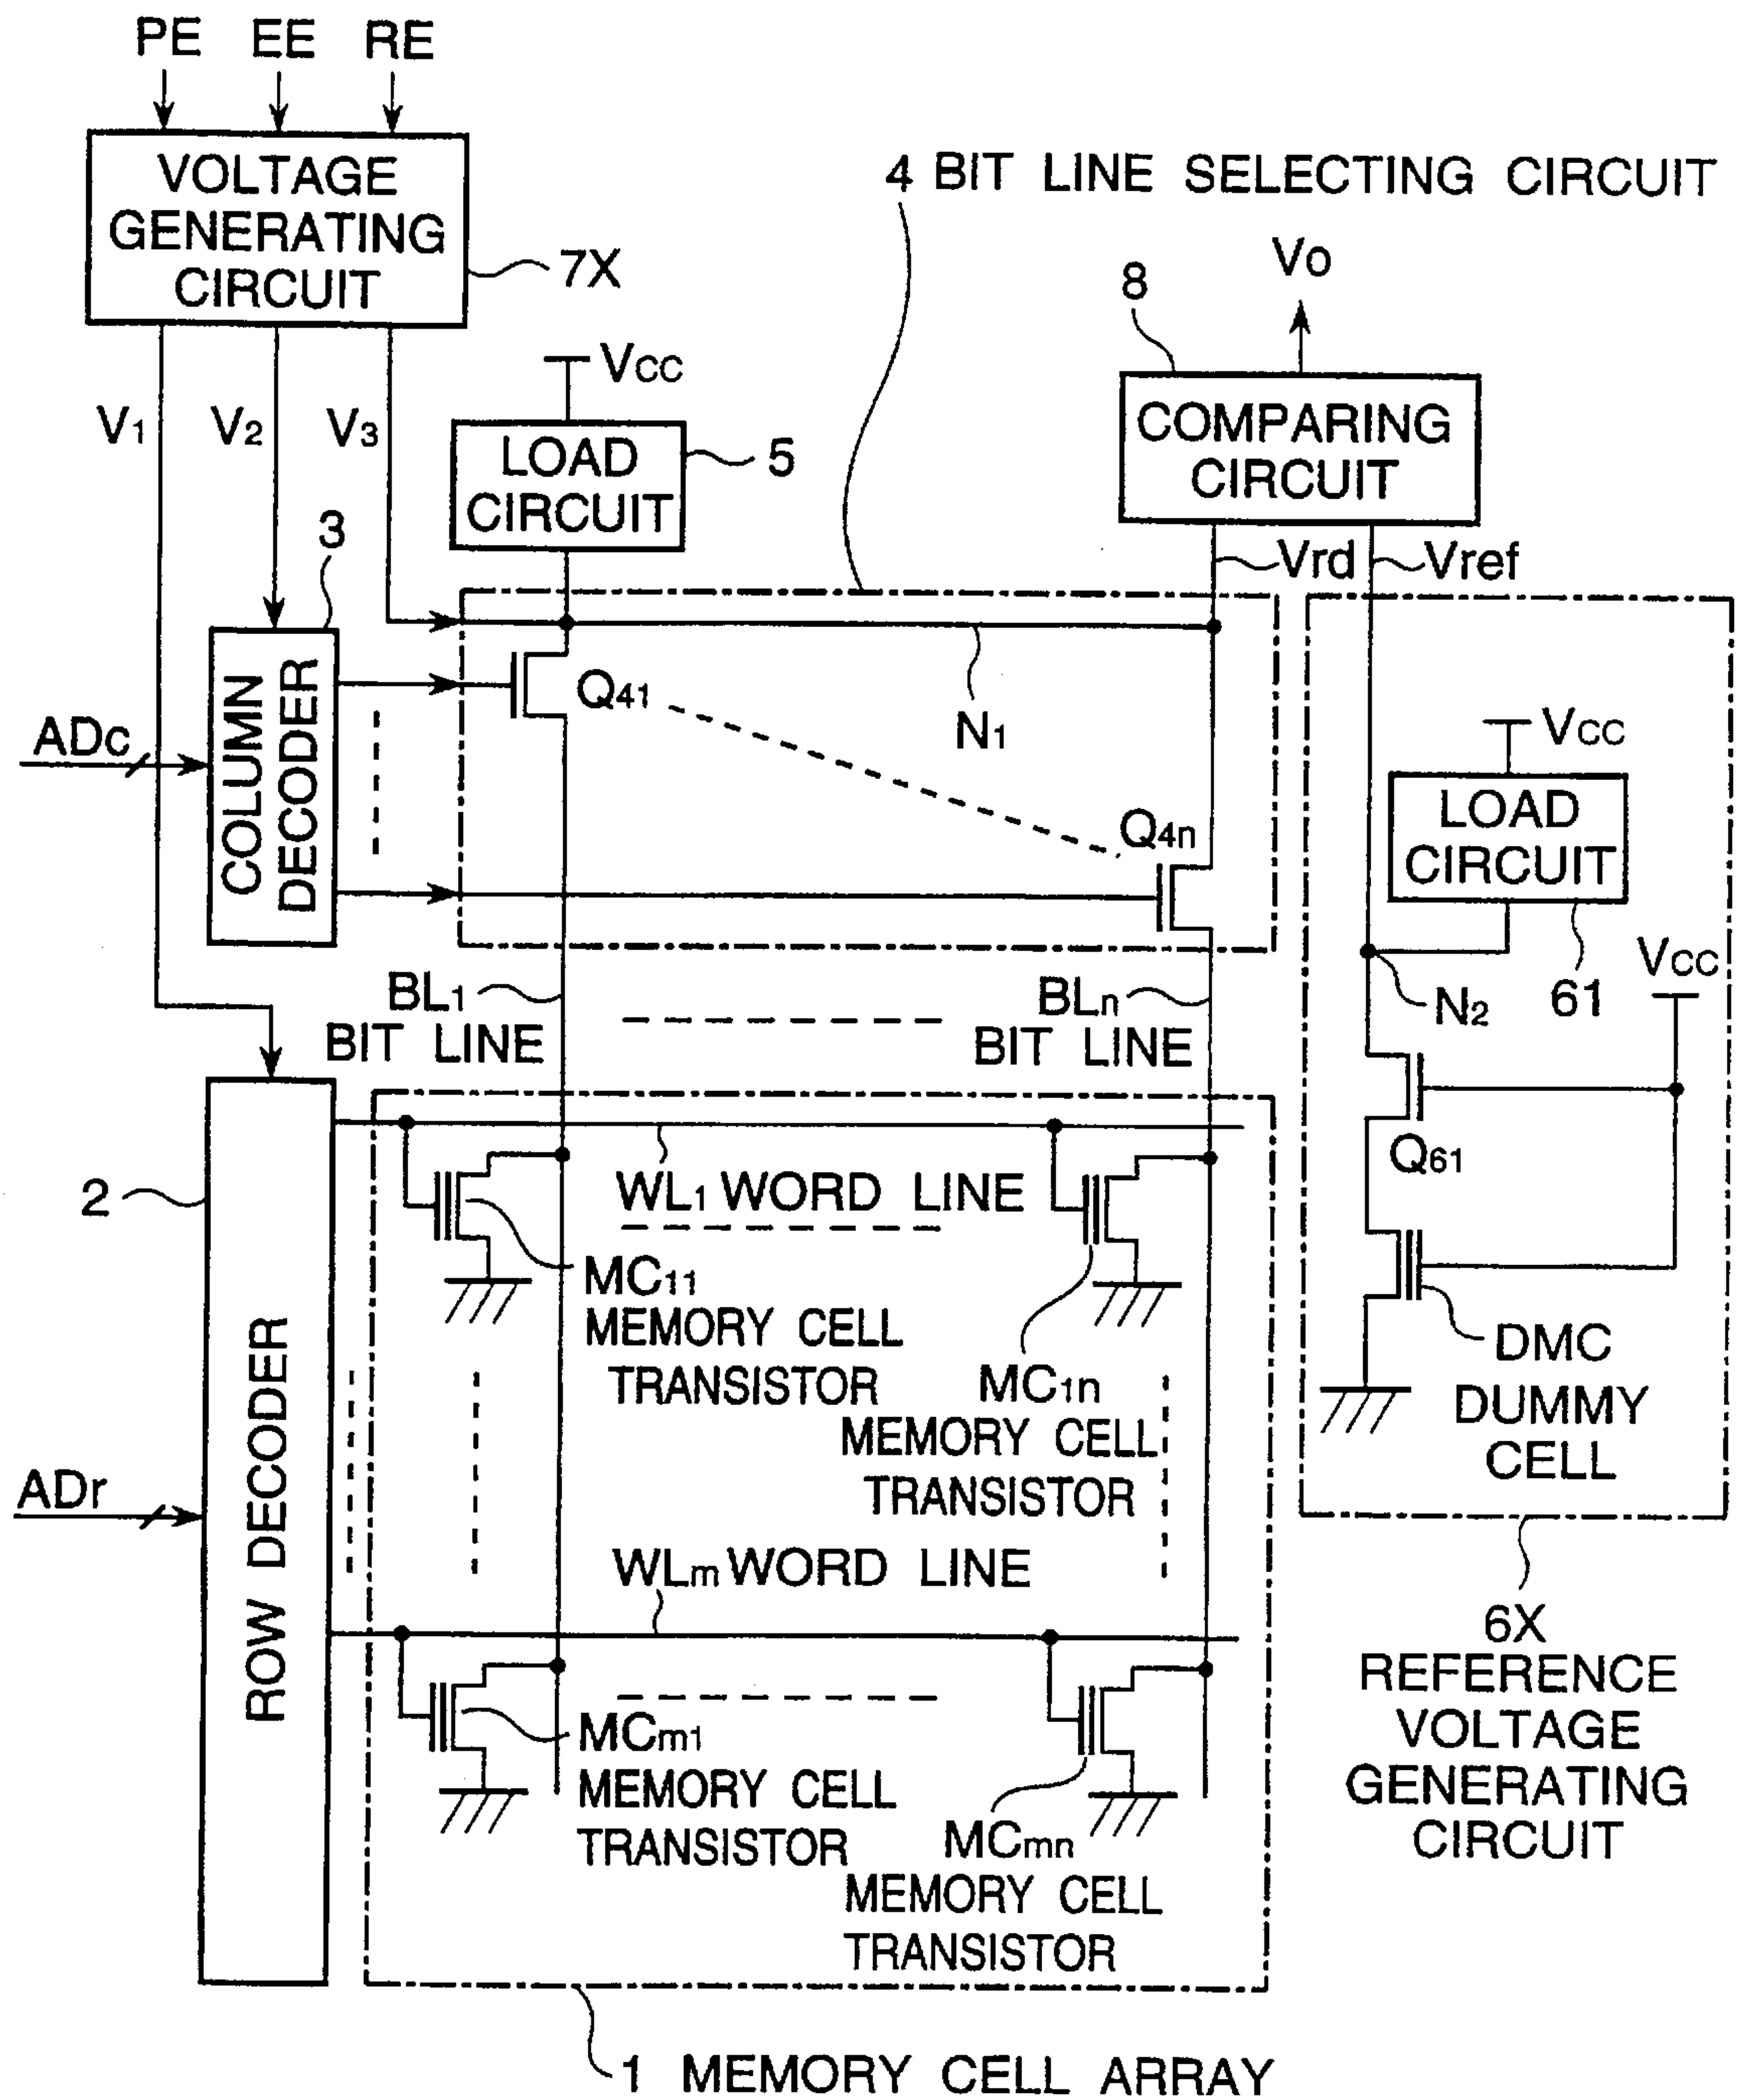 PE EE RE
VOLTAGE
GENERATING
CIRCUIT
7X
4 BIT LINE SELECTING CIRCUIT
Vo
8
VCC
V1 V2 V3
LOAD
CIRCUIT
5
COMPARING
CIRCUIT
3
Vrd
Vref
ADc
COLUMN
DECODER
Q41
N1
Q4n
VCC
LOAD
CIRCUIT
61
N2
VCC
BL1
BIT LINE
BLn
BIT LINE
Q61
2
WL1 WORD LINE
MC11
MEMORY CELL
TRANSISTOR
MC1n
MEMORY CELL
TRANSISTOR
DMC
DUMMY
CELL
ADr
ROW DECODER
WLm WORD LINE
6X
REFERENCE
VOLTAGE
GENERATING
CIRCUIT
MCm1
MEMORY CELL
TRANSISTOR
MCmn
MEMORY CELL
TRANSISTOR
1 MEMORY CELL ARRAY